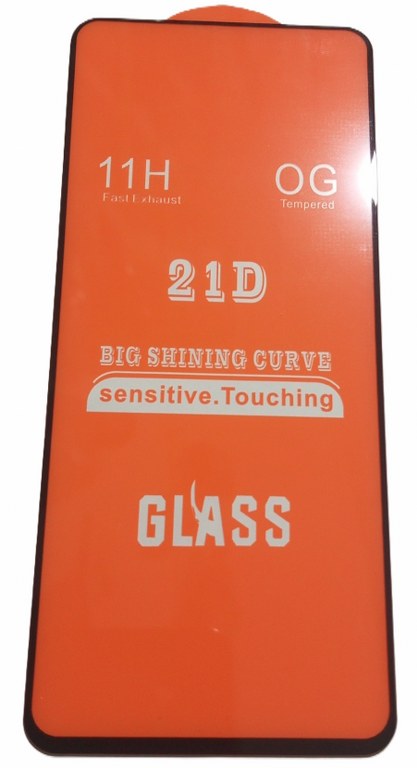 11H OG
Fast Exhaust Tempered
21D
BIG SHINING CURVE
sensitive.Touching
GLASS